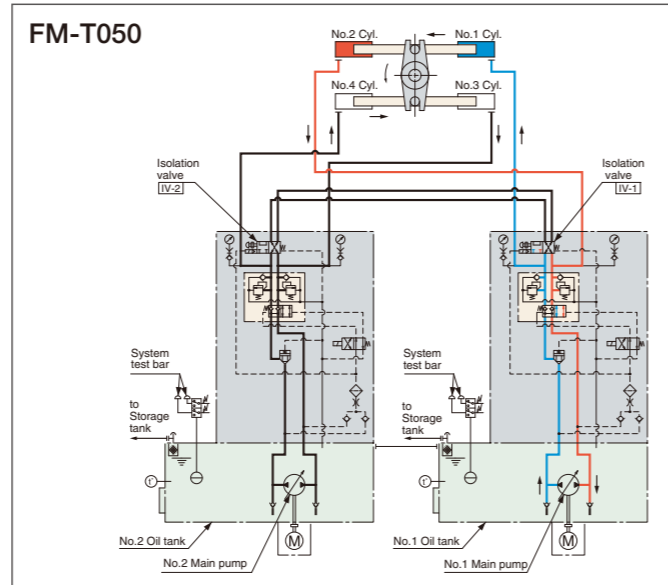 FM-T050
No.2 Cyl.
No.1 Cyl.
No.4 Cyl.
No.3 Cyl.
Isolation
valve
IV-2
Isolation
valve
IV-1
System
test bar
to
Storage
tank
t°
M
No.2 Oil tank
No.2 Main pump
System
test bar
to
Storage
tank
t°
M
No.1 Oil tank
No.1 Main pump